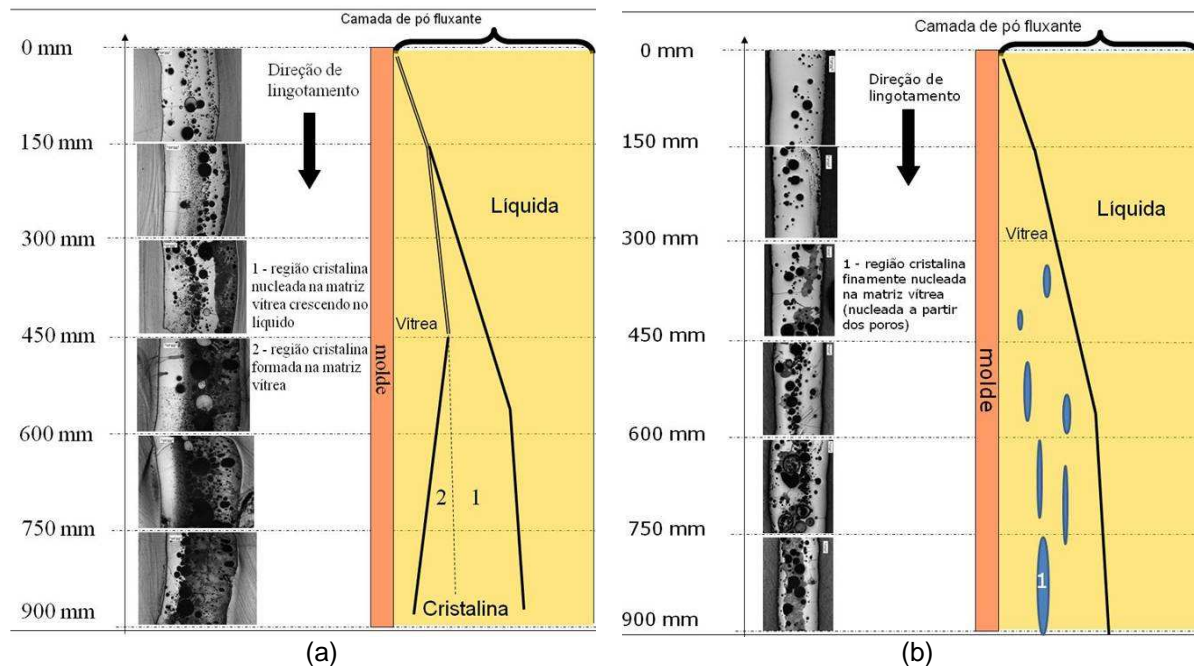 Camada de pó fluxante
0 mm
Direção de
lingotamento
150 mm
Líquida
300 mm
1 - região cristalina
nucleada na matriz
vítrea crescendo no
líquido
Vítrea
450 mm
2 - região cristalina
formada na matriz
vítrea
molde
600 mm
2
1
750 mm
Cristalina
900 mm
(a)
Camada de pó fluxante
0 mm
Direção de
lingotamento
150 mm
Líquida
Vítrea
300 mm
1 - região cristalina
finamente nucleada
na matriz vítrea
(nucleada a partir
dos poros)
450 mm
molde
600 mm
750 mm
1
900 mm
(b)